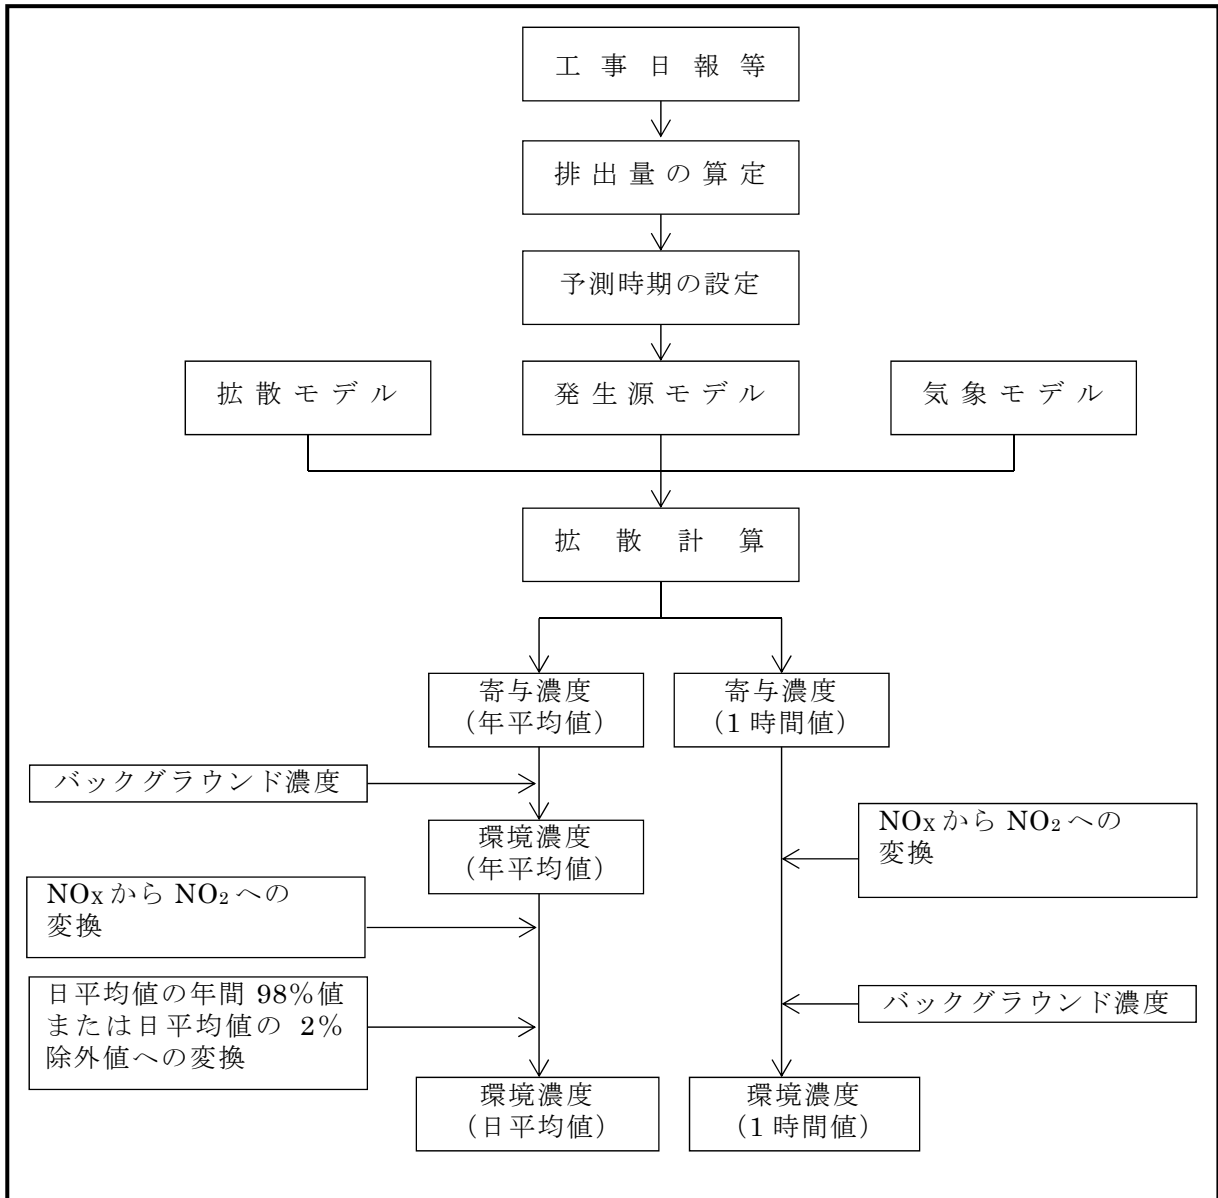 工事日報等
排出量の算定
予測時期の設定
拡散モデル
発生源モデル
気象モデル
拡散計算
寄与濃度
(年平均値)
寄与濃度
(1時間値)
バックグラウンド濃度
環境濃度
(年平均値)
NOXから NO2への
変換
NOXから NO2への
変換
日平均値の年間 98%値
または日平均値の 2%
除外値への変換
バックグラウンド濃度
環境濃度
(日平均値)
環境濃度
(1時間値)